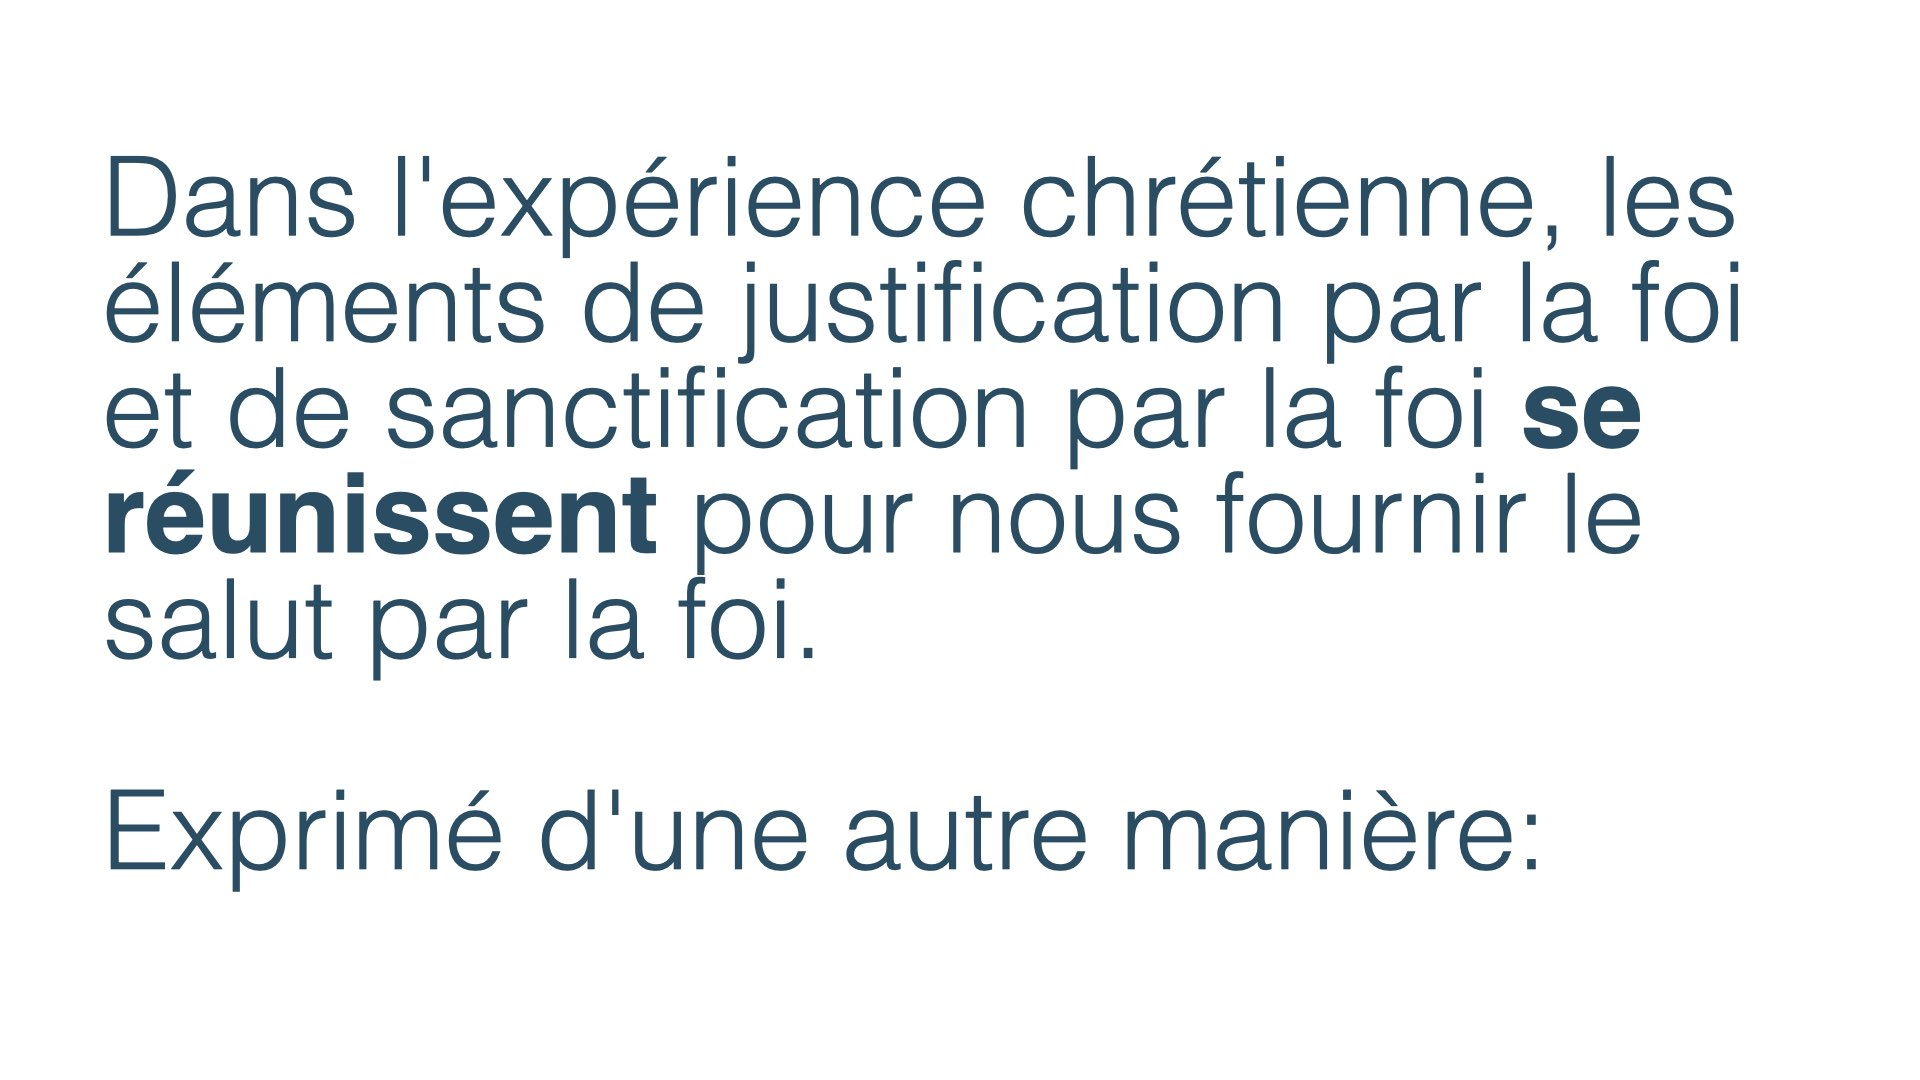 Dans l'expérience chrétienne, les
éléments de justification par la foi
et de sanctification par la foi se
réunissent pour nous fournir le
salut par la foi.
Exprimé d'une autre manière: